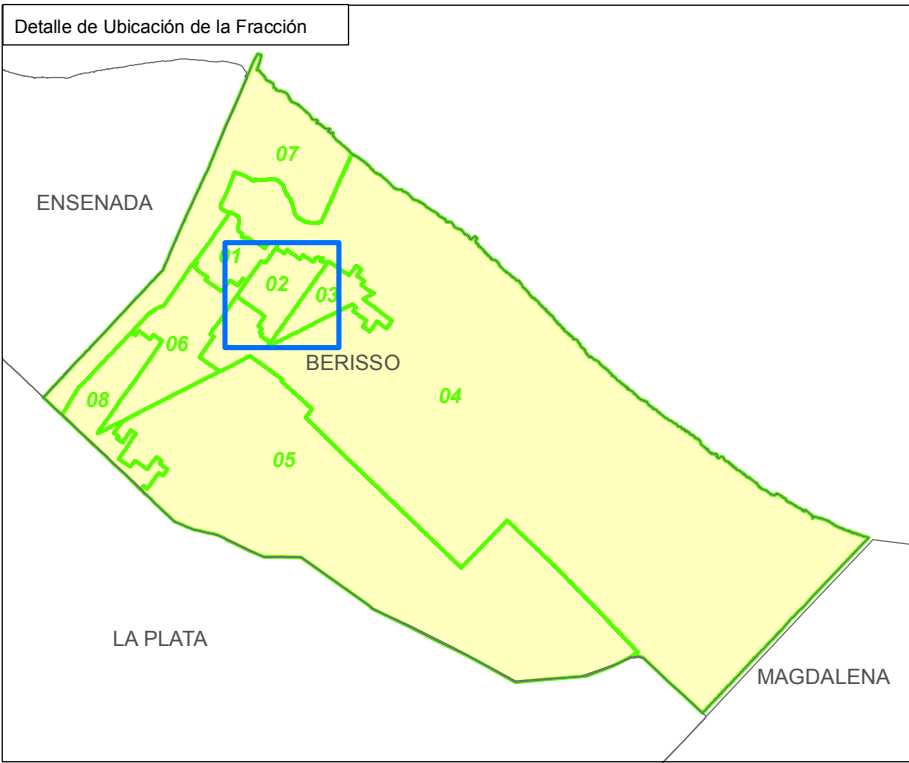 Detalle de Ubicación de la Fracción
07
ENSENADA
01
02
03
06
BERISSO
08
04
05
LA PLATA
MAGDALENA